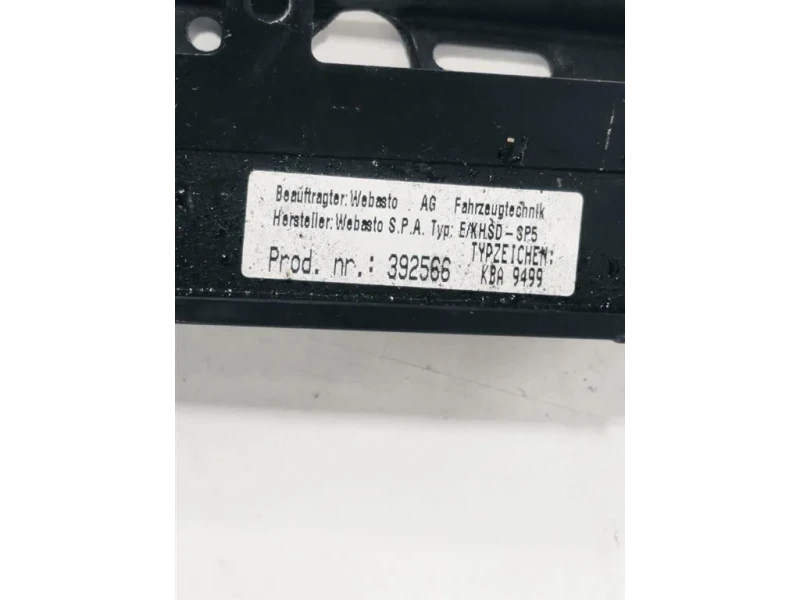 Beauftragter: Webasto AG Fahrzeugtechnik
Hersteller: Webasto S.P.A. Typ: E/KHSD-SP5
TYPZEICHEN:
Prod. nr.: 392566 KBA 9499